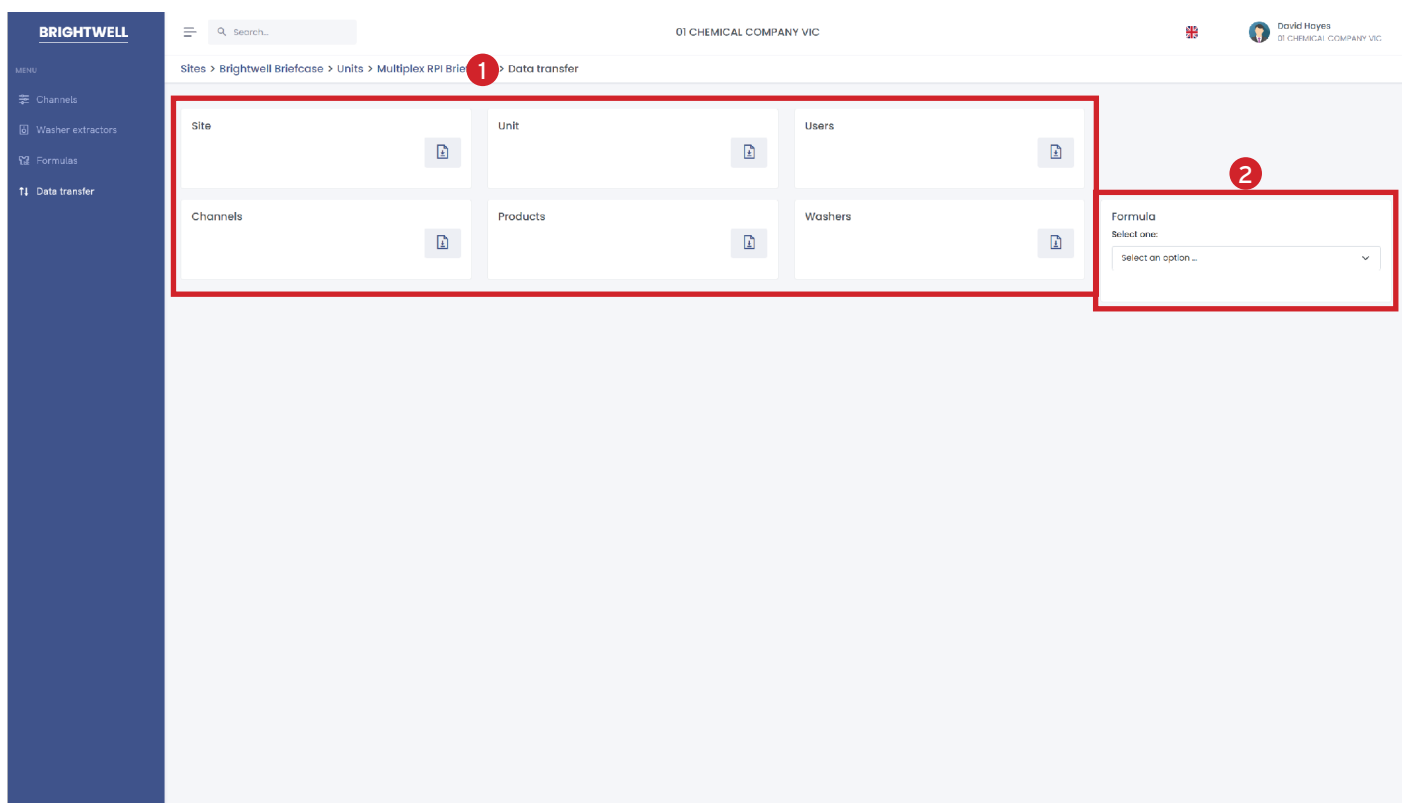 BRIGHTWELL
Search...
01 CHEMICAL COMPANY VIC
David Hayes
01 CHEMICAL COMPANY VIC
MENU
Sites > Brightwell Briefcase > Units > Multiplex RPI > Data transfer
1
Channels
Washer extractors
Formulas
Data transfer
Site
Unit
Users
2
Channels
Products
Washers
Formula
Select one:
Select an option ...